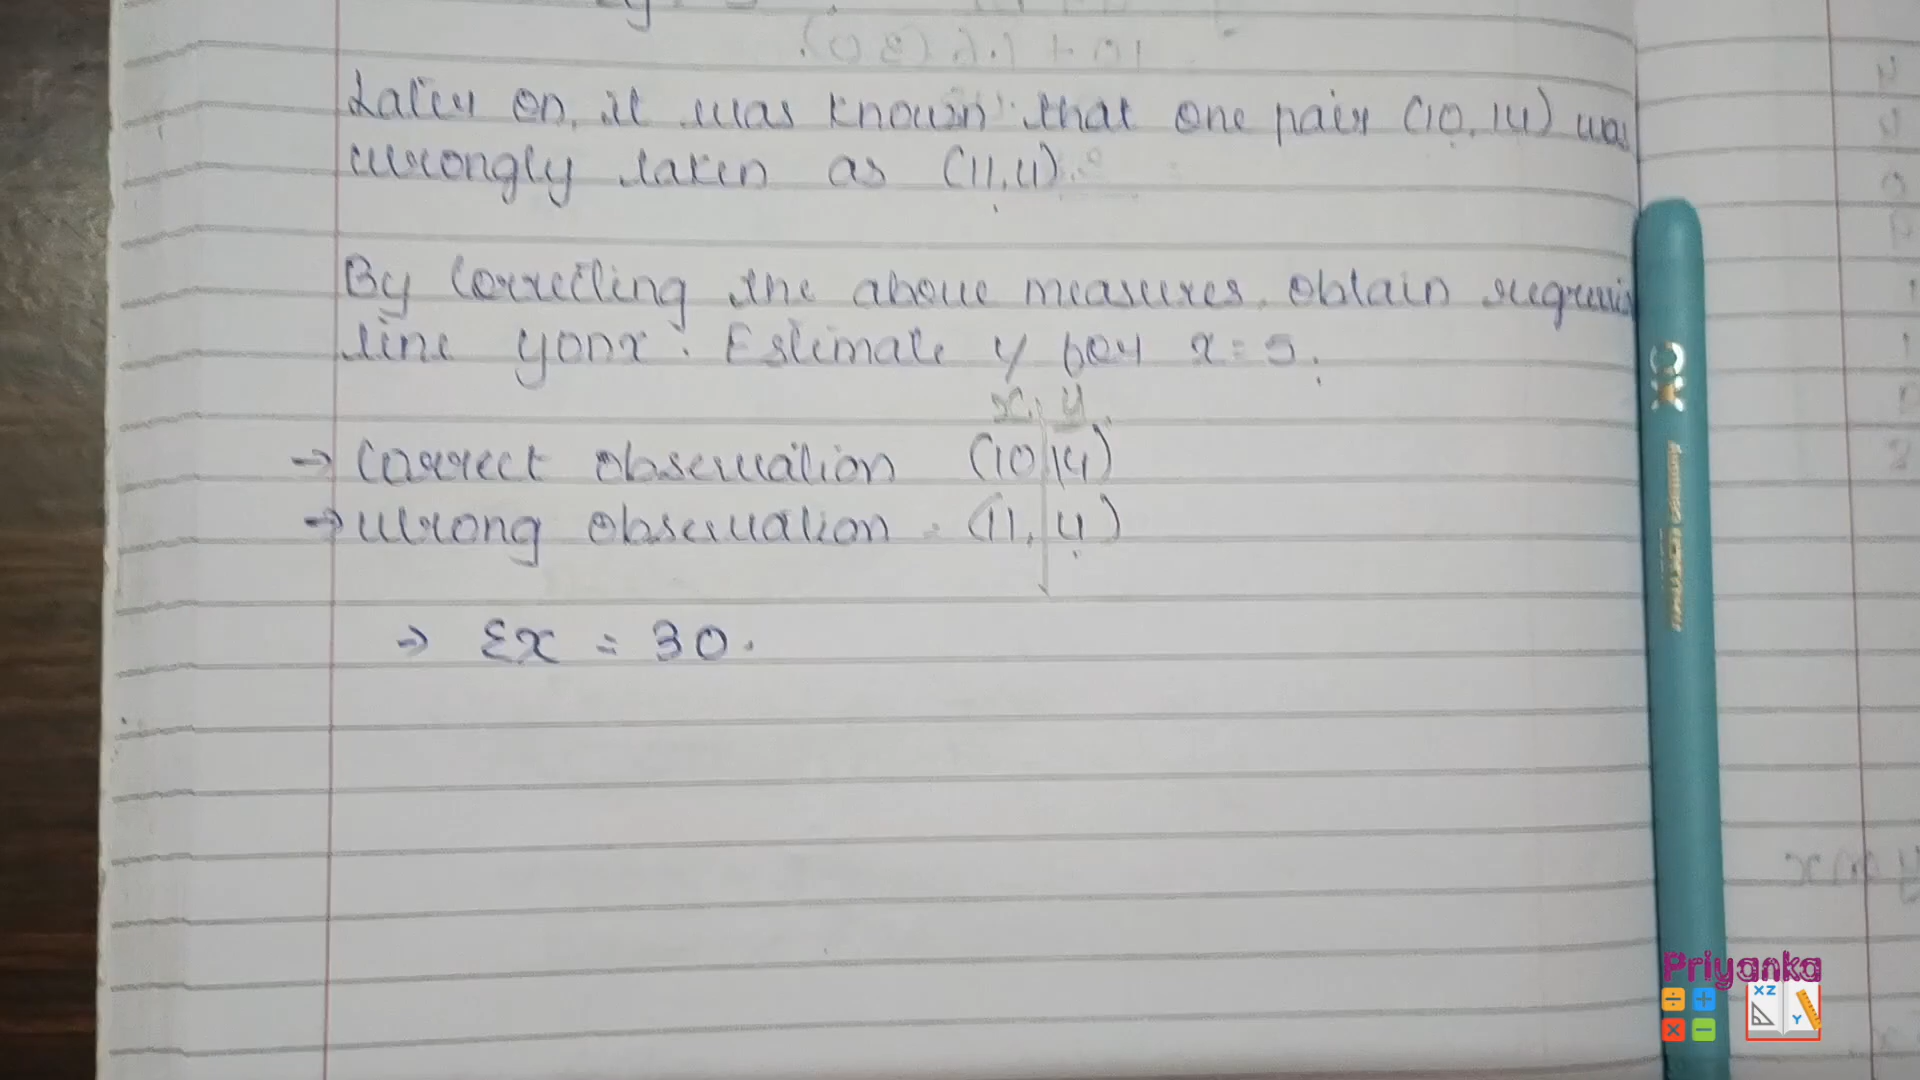 Later on, it was known that one pair (10, 14) was
wrongly taken as (11, 4).
By correcting the above measures, obtain regressi
line y on x. Estimate y for x = 5.
x, y
→ Correct observation (10, 14)
→ Wrong observation = (11, 4)
→ Σx = 30.
Priyanka
XZ
Y